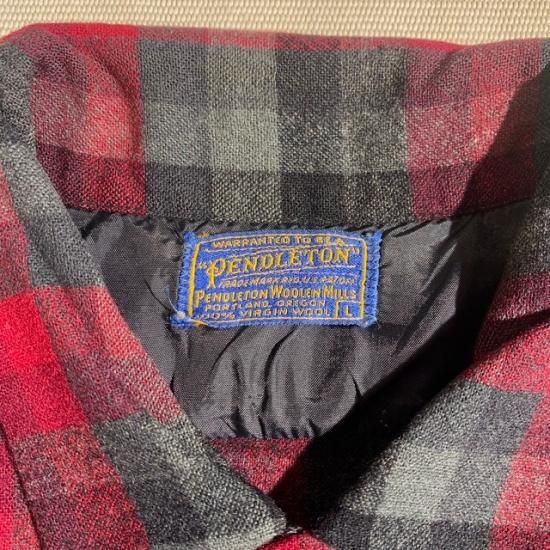 WARRANTED TO BE A
"PENDLETON"
TRADE MARK REG. U.S. PAT. OFF.
PENDLETON WOOLEN MILLS
PORTLAND, OREGON
100% VIRGIN WOOL L